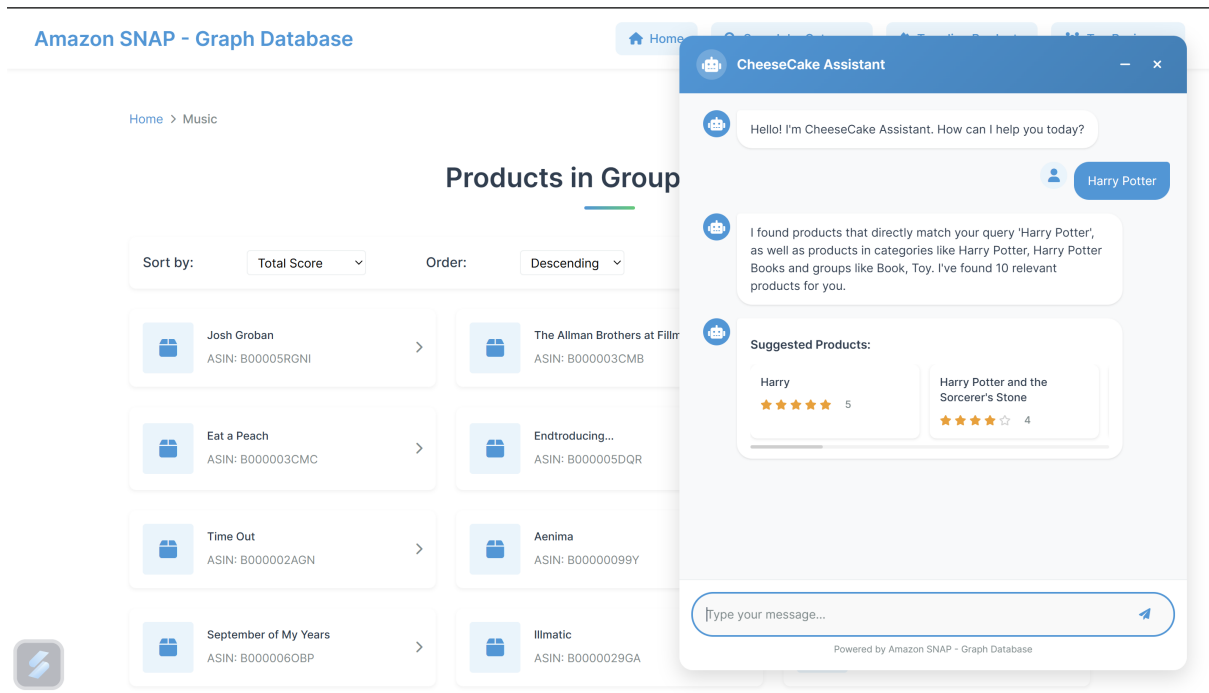 Amazon SNAP - Graph Database
Home
Home > Music
Products in Group
Sort by:
Total Score
Order:
Descending
Josh Groban
ASIN: B00005RGNI
The Allman Brothers at Fillm
ASIN: B000003CMB
Eat a Peach
ASIN: B000003CMC
Endtroducing...
ASIN: B000005DQR
Time Out
ASIN: B000002AGN
Aenima
ASIN: B00000099Y
September of My Years
ASIN: B000006OBP
Illmatic
ASIN: B0000029GA
CheeseCake Assistant
Hello! I'm CheeseCake Assistant. How can I help you today?
Harry Potter
I found products that directly match your query 'Harry Potter',
as well as products in categories like Harry Potter, Harry Potter
Books and groups like Book, Toy. I've found 10 relevant
products for you.
Suggested Products:
Harry
5
Harry Potter and the
Sorcerer's Stone
4
Type your message...
Powered by Amazon SNAP - Graph Database